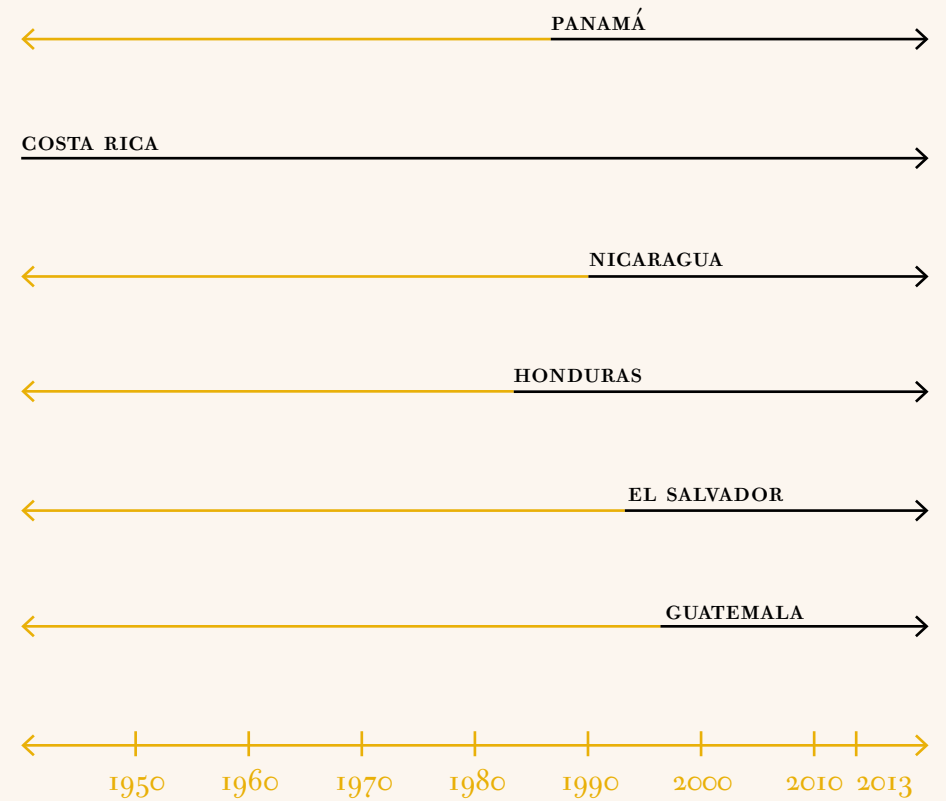 PANAMÁ
COSTA RICA
NICARAGUA
HONDURAS
EL SALVADOR
GUATEMALA
1950 1960 1970 1980 1990 2000 2010 2013